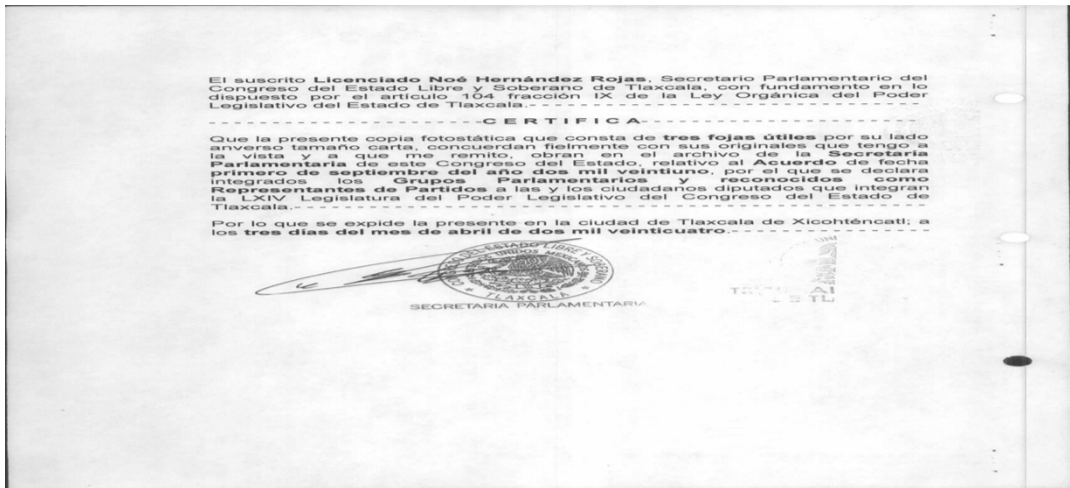 El suscrito Licenciado Noé Hernández Rojas, Secretario Parlamentario del
Congreso del Estado Libre y Soberano de Tlaxcala, con fundamento en lo
dispuesto por el artículo 104 fracción IX de la Ley Orgánica del Poder
Legislativo del Estado de Tlaxcala.- - - - - - - - - - - - - - - - - - - - - - - - - - - - - - - - -
- - - - - - - - - - - - - - - - - - - - - - -C E R T I F I C A- - - - - - - - - - - - - - - - - - - - - - -
Que la presente copia fotostática que consta de tres fojas útiles por su lado
anverso tamaño carta, concuerdan fielmente con sus originales que tengo a
la vista y a que me remito, obran en el archivo de la Secretaría
Parlamentaria de este Congreso del Estado, relativo al Acuerdo de fecha
primero de septiembre del año dos mil veintiuno, por el que se declara
integrados los Grupos Parlamentarios y reconocidos como
Representantes de Partidos a las y los ciudadanos diputados que integran
la LXIV Legislatura del Poder Legislativo del Congreso del Estado de
Tlaxcala.- - - - - - - - - - - - - - - - - - - - - - - - - - - - - - - - - - - - - - - - - - - - - - - - -
Por lo que se expide la presente en la ciudad de Tlaxcala de Xicohténcatl; a
los tres días del mes de abril de dos mil veinticuatro.- - - - - - - - - - - - - - - - - - -
DEL ESTADO LIBRE Y SOBERANO
UNIDOS MEXICANOS
TLAXCALA
SECRETARIA PARLAMENTARIA